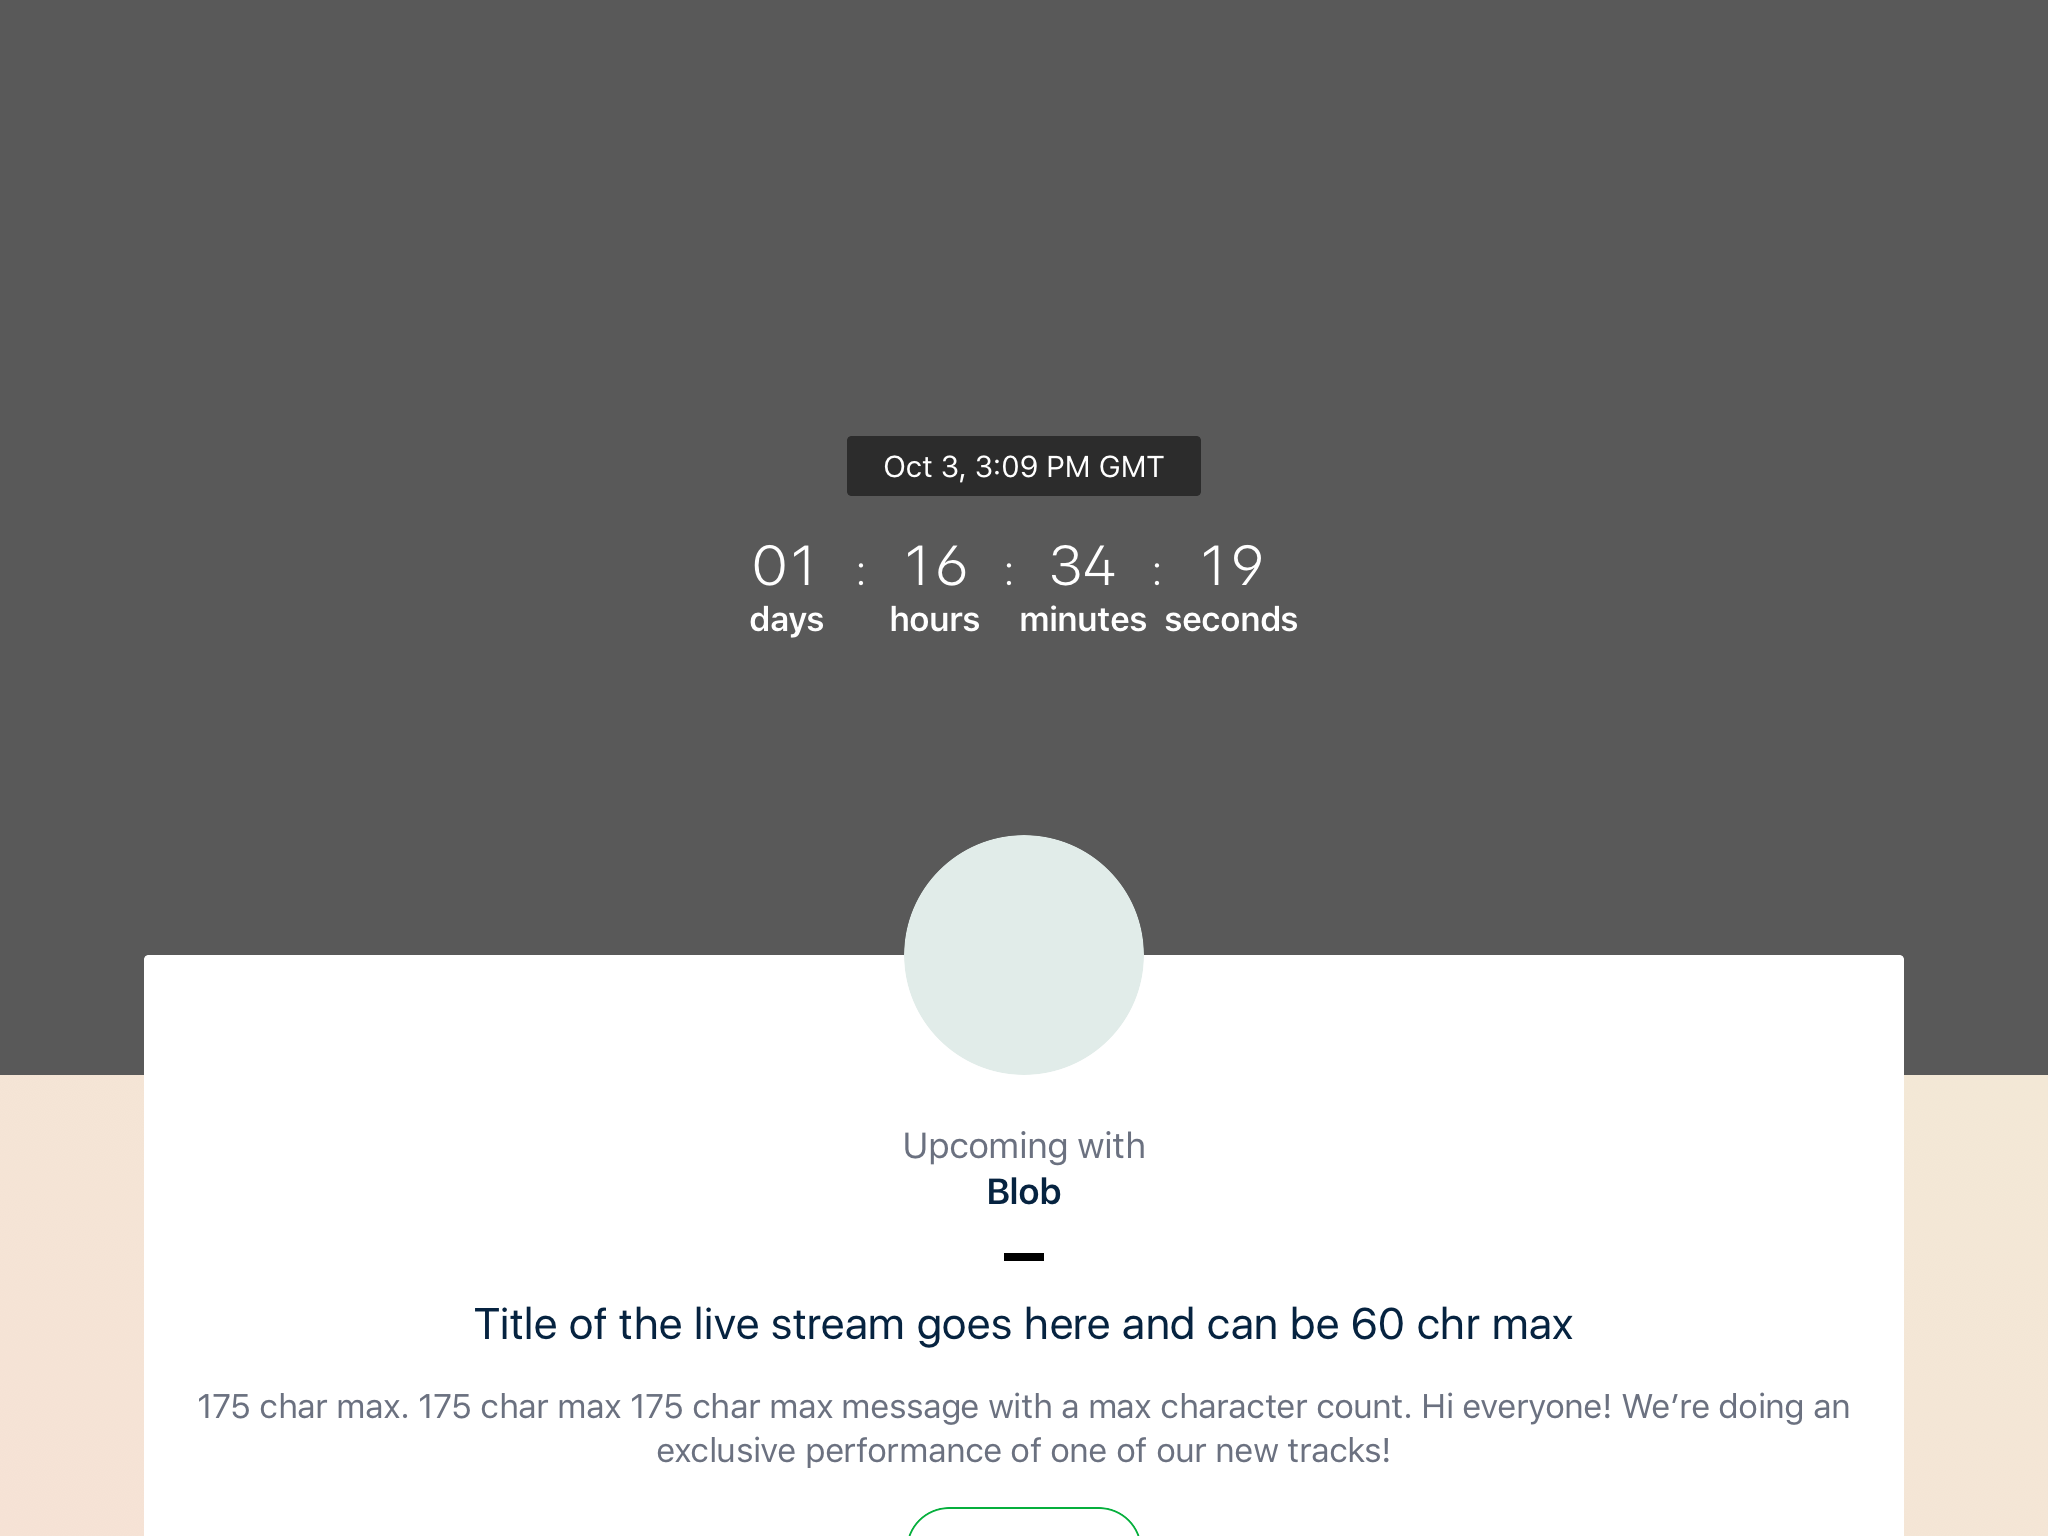 Oct 3, 3:09 PM GMT
01 : 16 : 34 : 19
days hours minutes seconds
Upcoming with
Blob
Title of the live stream goes here and can be 60 chr max
175 char max. 175 char max 175 char max message with a max character count. Hi everyone! We’re doing an
exclusive performance of one of our new tracks!